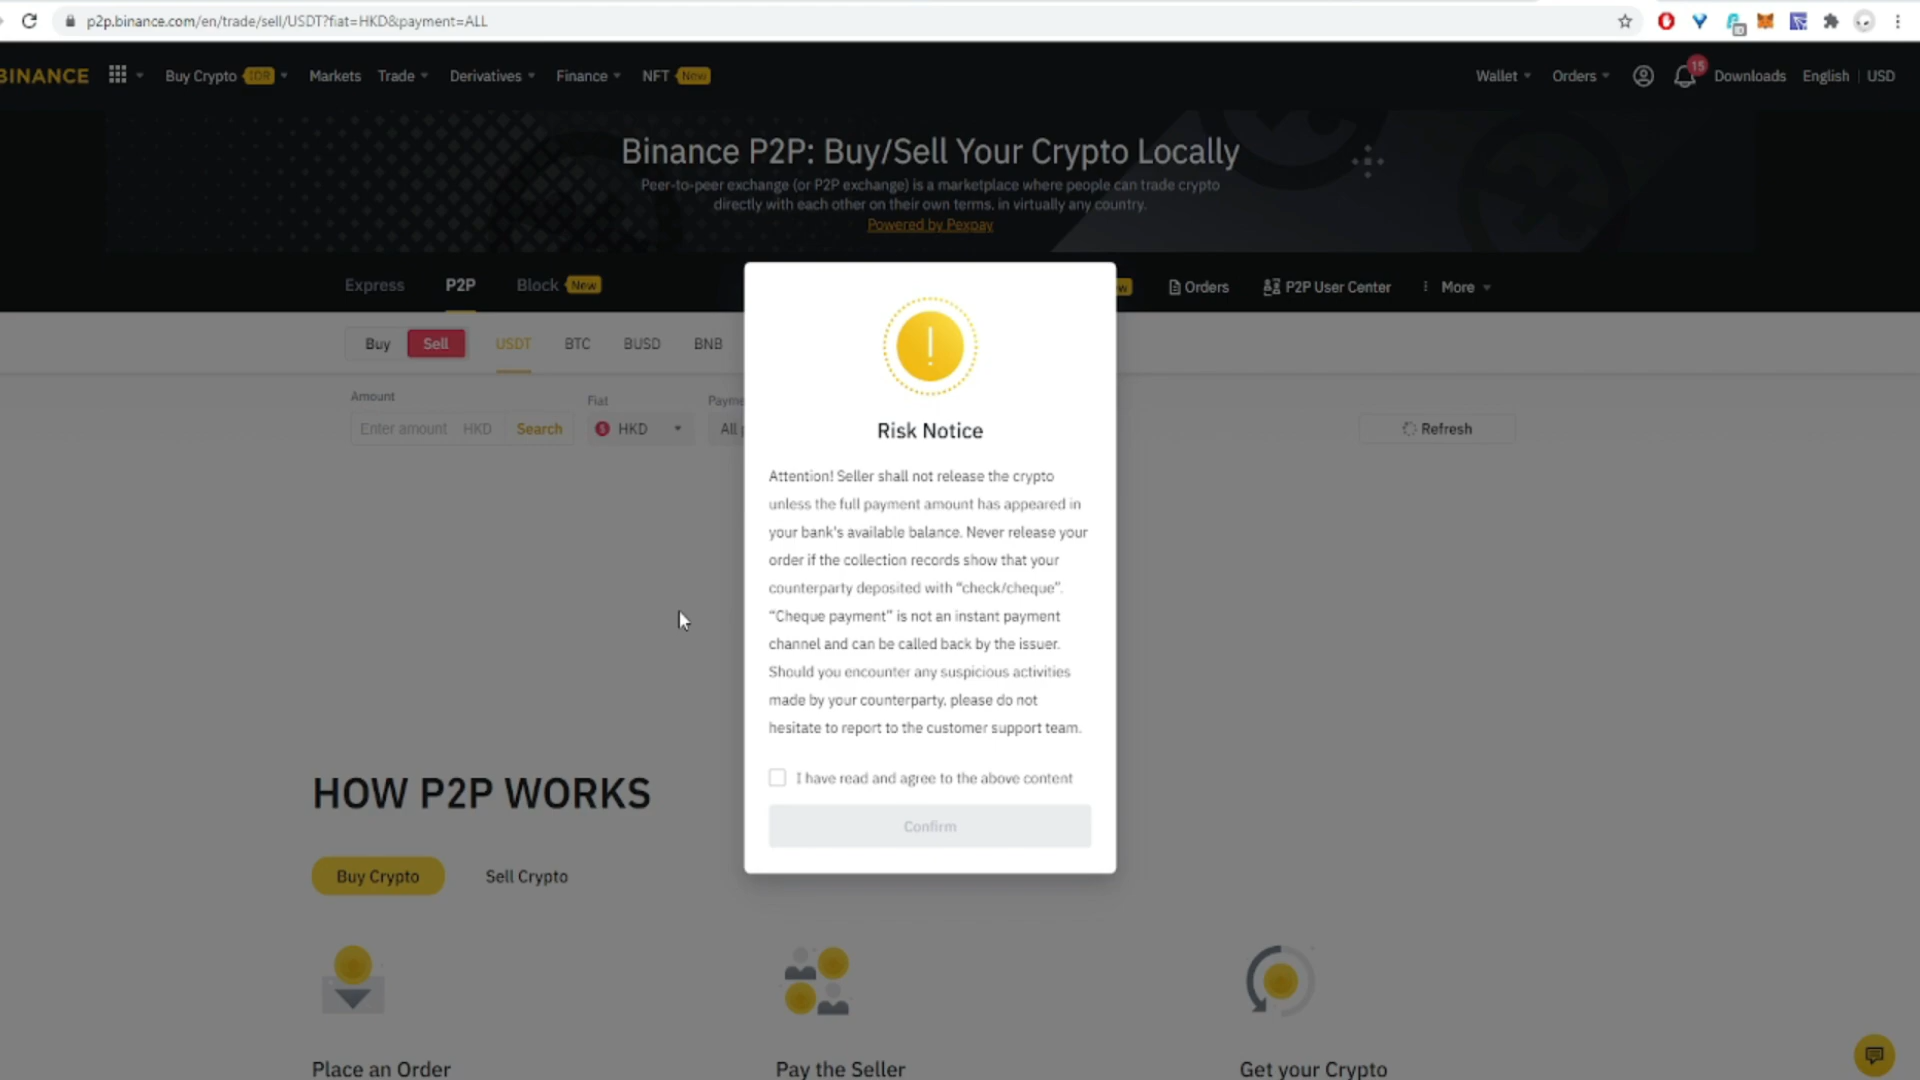 p2p.binance.com/en/trade/sell/USDT?fiat=HKD&payment=ALL
BINANCE
Buy Crypto
IDR
Markets
Trade
Derivatives
Finance
NFT
New
Wallet
Orders
15
Downloads
English
USD
Binance P2P: Buy/Sell Your Crypto Locally
Peer-to-peer exchange (or P2P exchange) is a marketplace where people can trade crypto
directly with each other on their own terms, in virtually any country.
Powered by Pexpay
Express
P2P
Block
New
Orders
P2P User Center
More
Buy
Sell
USDT
BTC
BUSD
BNB
Amount
Enter amount
HKD
Search
Fiat
HKD
All
Refresh
Risk Notice
Attention! Seller shall not release the crypto
unless the full payment amount has appeared in
your bank's available balance. Never release your
order if the collection records show that your
counterparty deposited with “check/cheque”.
“Cheque payment” is not an instant payment
channel and can be called back by the issuer.
Should you encounter any suspicious activities
made by your counterparty, please do not
hesitate to report to the customer support team.
I have read and agree to the above content
Confirm
HOW P2P WORKS
Buy Crypto
Sell Crypto
Place an Order
Pay the Seller
Get your Crypto